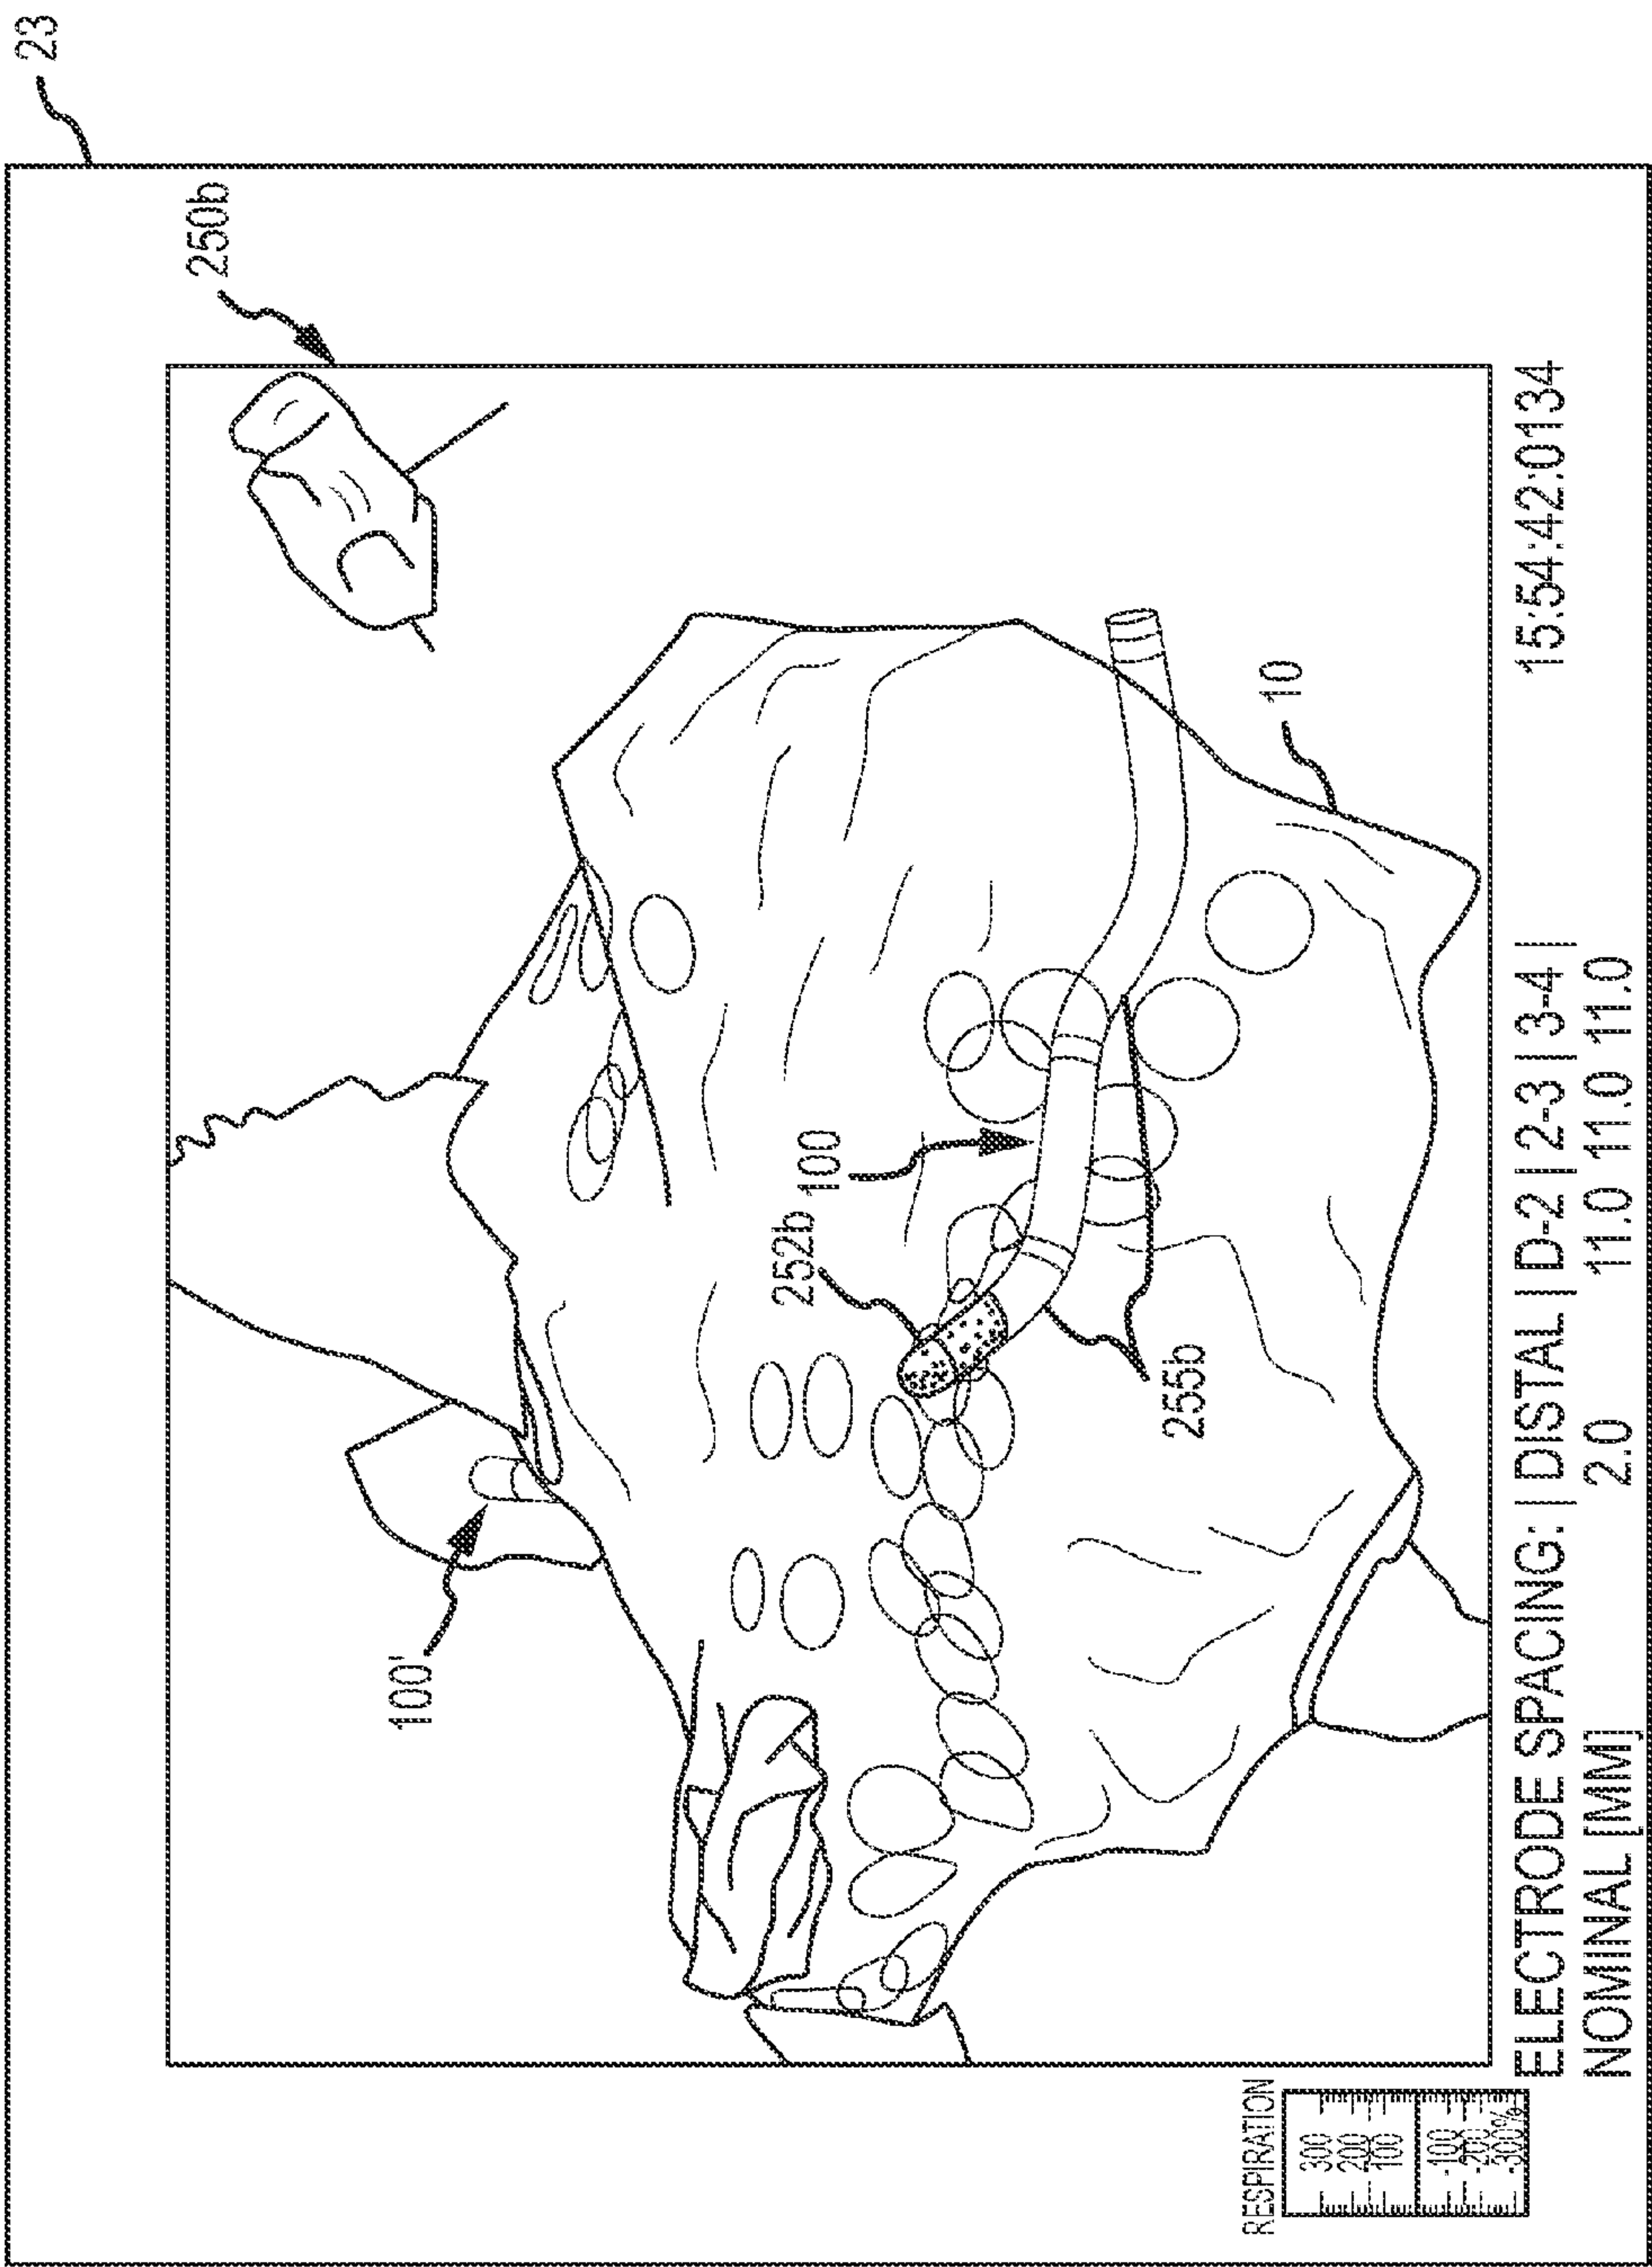 23
250b
100'
252b
100
255b
10
RESPIRATION
300
200
100
-100
-200
-300%
ELECTRODE SPACING: | DISTAL | D-2 | 2-3 | 3-4 | 15:54:42:0134
NOMINAL [MM] 2.0 11.0 11.0 11.0